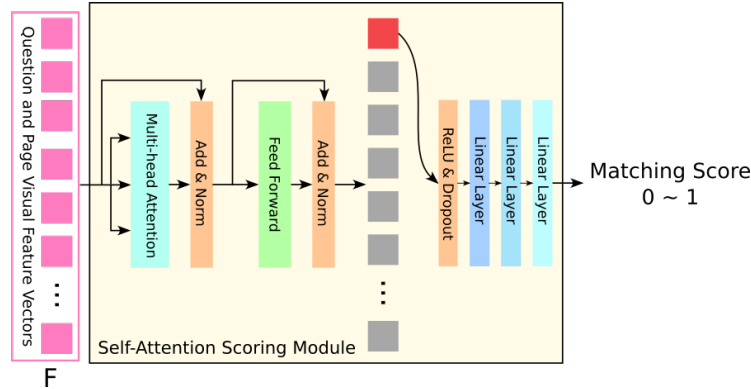 Question and Page Visual Feature Vectors
F
Multi-head Attention
Add & Norm
Feed Forward
Add & Norm
ReLU & Dropout
Linear Layer
Linear Layer
Linear Layer
Matching Score
0 ~ 1
Self-Attention Scoring Module